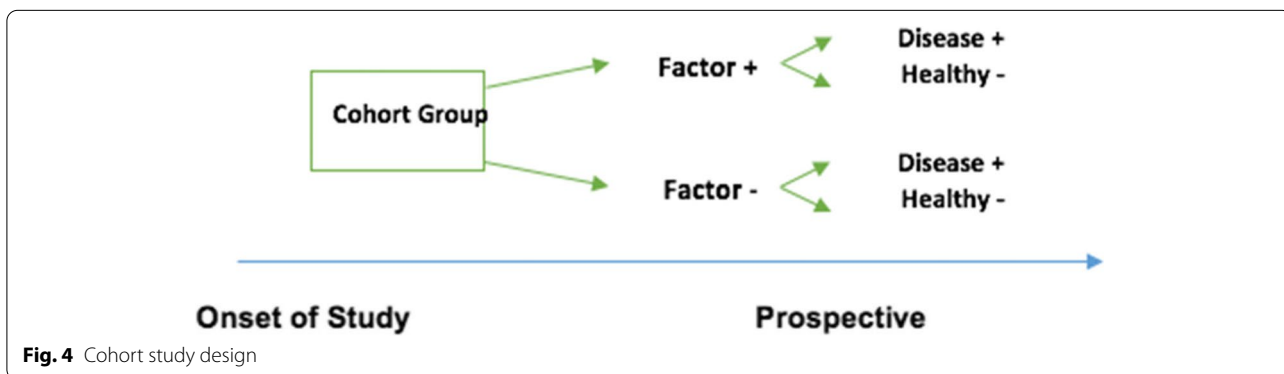 Disease +
Factor +
Healthy -
Cohort Group
Disease +
Factor -
Healthy -
Onset of Study
Prospective
Fig. 4 Cohort study design